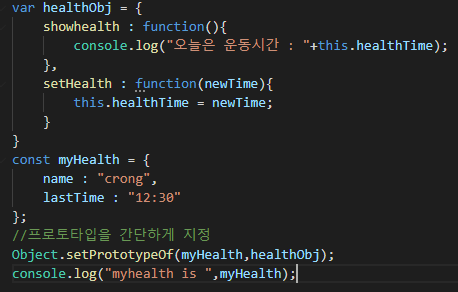 var healthObj = {
    showhealth : function(){
        console.log("오늘은 운동시간 : "+this.healthTime);
    },
    setHealth : function(newTime){
        this.healthTime = newTime;
    }
}
const myHealth = {
    name : "crong",
    lastTime : "12:30"
};
//프로토타입을 간단하게 지정
Object.setPrototypeOf(myHealth,healthObj);
console.log("myhealth is ",myHealth);